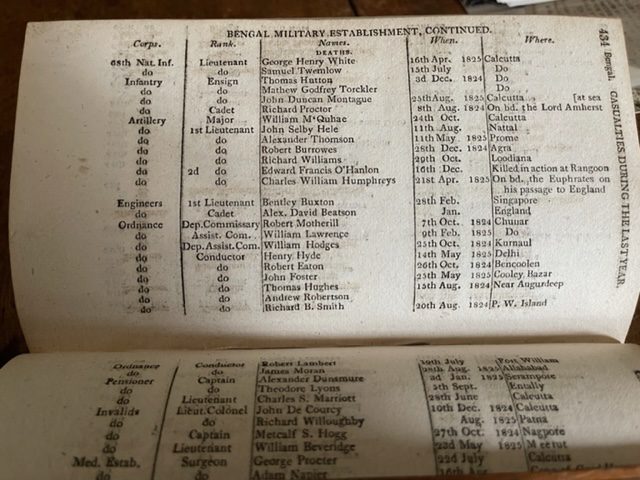 434 Bengal. CASUALTIES DURING THE LAST YEAR.
BENGAL MILITARY ESTABLISHMENT, CONTINUED.
Corps. Rank. Names. When. Where.
DEATHS.
68th Nat. Inf. Lieutenant George Henry White 16th Apr. 1825 Calcutta
do do Samuel Twemlow 15th July Do
Infantry Ensign Thomas Hutton 3d Dec. 1824 Do
do do Mathew Godfrey Torckler Do
do do John Duncan Montague 25th Aug. 1825 Calcutta [at sea
do Cadet Richard Proctor 8th Aug. 1824 On bd. the Lord Amherst
Artillery Major William M'Quhae 24th Oct. Calcutta
do 1st Lieutenant John Selby Hele 11th Aug. Nattal
do do Alexander Thomson 11th May 1825 Prome
do do Robert Burrowes 28th Dec. 1824 Agra
do do Richard Williams 29th Oct. Loodiana
do 2d do Edward Francis O'Hanlon 16th Dec. Killed in action at Rangoon
do do Charles William Humphreys 21st Apr. 1825 On bd. the Euphrates on
his passage to England
Engineers 1st Lieutenant Bentley Buxton 28th Feb. Singapore
do Cadet Alex. David Beatson Jan. England
Ordnance Dep.Commissary Robert Motherill 7th Oct. 1824 Chunar
do Assist. Com. William Lawrence 9th Feb. 1825 Do
do Dep.Assist.Com. William Hodges 25th Oct. 1824 Kurnaul
do Conductor Henry Hyde 14th May 1825 Delhi
do do Robert Eaton 26th Oct. 1824 Bencoolen
do do John Foster 25th May 1825 Cooley Bazar
do do Thomas Hughes 15th Aug. 1824 Near Augurdeep
do do Andrew Robertson
do do Richard B. Smith 20th Aug. 1824 P. W. Island
Ordnance Conductor Robert Lambert 19th July Fort William
do do James Moran 28th Aug. 1825 Allahabad
Pensioner Captain Alexander Dunsmure 3d Jan. 1825 Serampore
do do Theodore Lyons 5th Sept. Entally
do Lieutenant Charles S. Marriott 28th June Calcutta
Invalids Lieut.Colonel John De Courcy 10th Dec. 1824 Calcutta
do do Richard Willoughby Aug. 1825 Patna
do Captain Metcalf S. Hogg 27th Oct. 1824 Nagpore
do Lieutenant William Beveridge 22d May 1825 Meerut
Med. Estab. Surgeon George Procter 22d July Calcutta
do do Adam Napier 16th Apr.